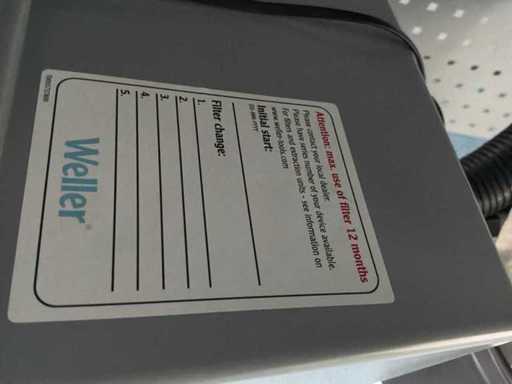 Attention: max. use of filter 12 months
Please contact your local dealer.
Please have series number of your device available.
For filters and extraction units - see information on
www.weller-tools.com
Initial start:
Filter change:
1.
2.
3.
4.
5.
Weller